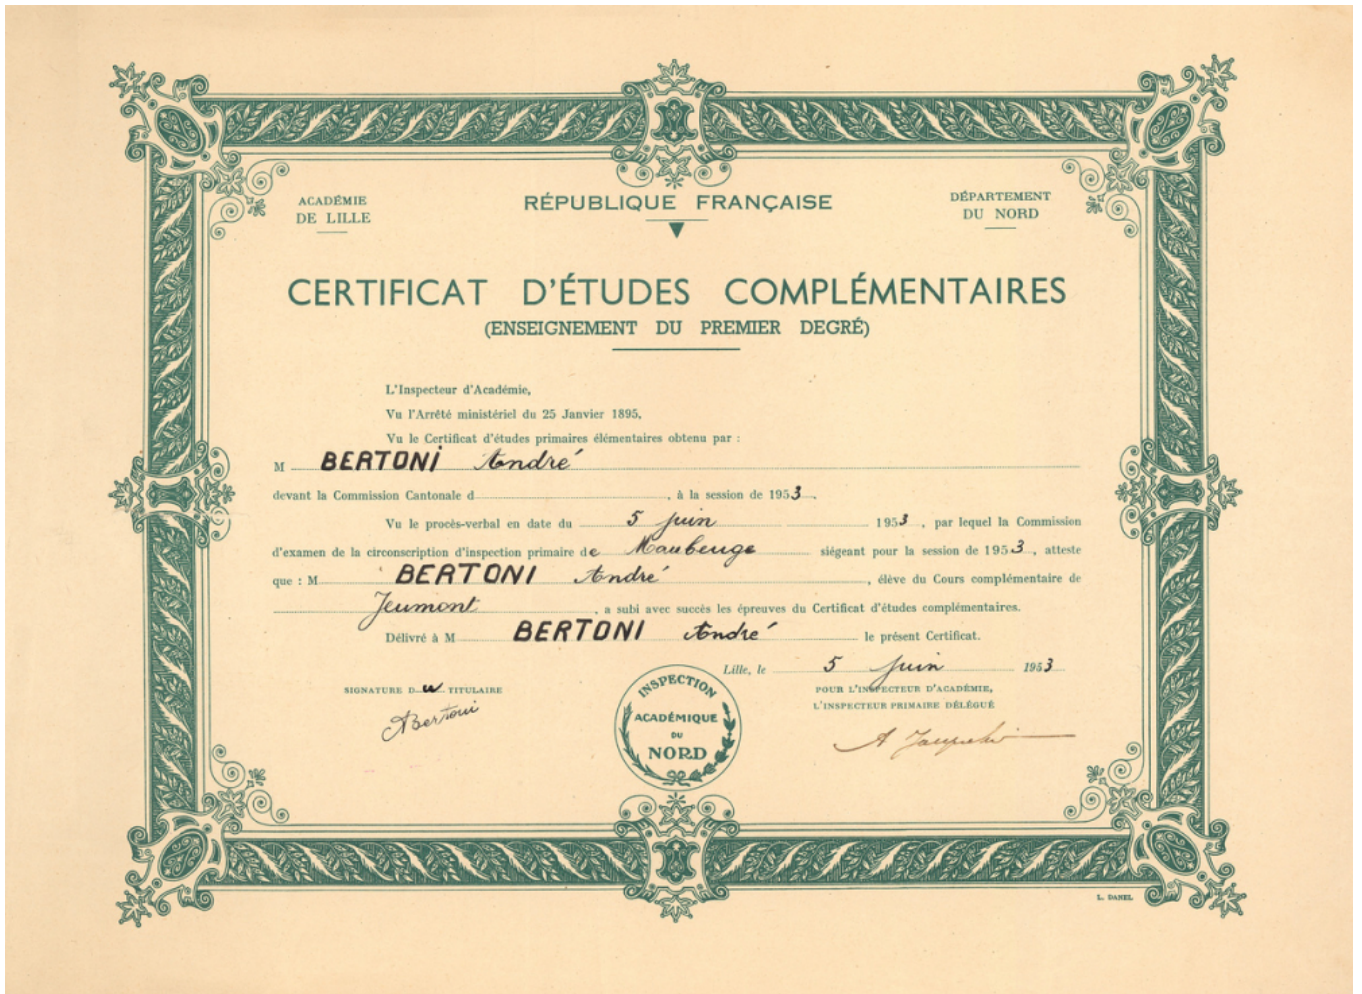 ACADÉMIE
DE LILLE
RÉPUBLIQUE FRANÇAISE
DÉPARTEMENT
DU NORD
CERTIFICAT D'ÉTUDES COMPLÉMENTAIRES
(ENSEIGNEMENT DU PREMIER DEGRÉ)
L'Inspecteur d'Académie,
Vu l'Arrêté ministériel du 25 Janvier 1895,
Vu le Certificat d'études primaires élémentaires obtenu par :
M BERTONI André
devant la Commission Cantonale d , à la session de 1953 .
Vu le procès-verbal en date du 5 juin 1953 , par lequel la Commission
d'examen de la circonscription d'inspection primaire de Maubeuge siégeant pour la session de 1953 , atteste
que : M BERTONI André , élève du Cours complémentaire de
Jeumont , a subi avec succès les épreuves du Certificat d'études complémentaires.
Délivré à M BERTONI André le présent Certificat.
Lille, le 5 Juin 1953
SIGNATURE DU TITULAIRE
ABertoni
INSPECTION
ACADÉMIQUE
DU
NORD
POUR L'INSPECTEUR D'ACADÉMIE,
L'INSPECTEUR PRIMAIRE DÉLÉGUÉ
A
L. DANEL